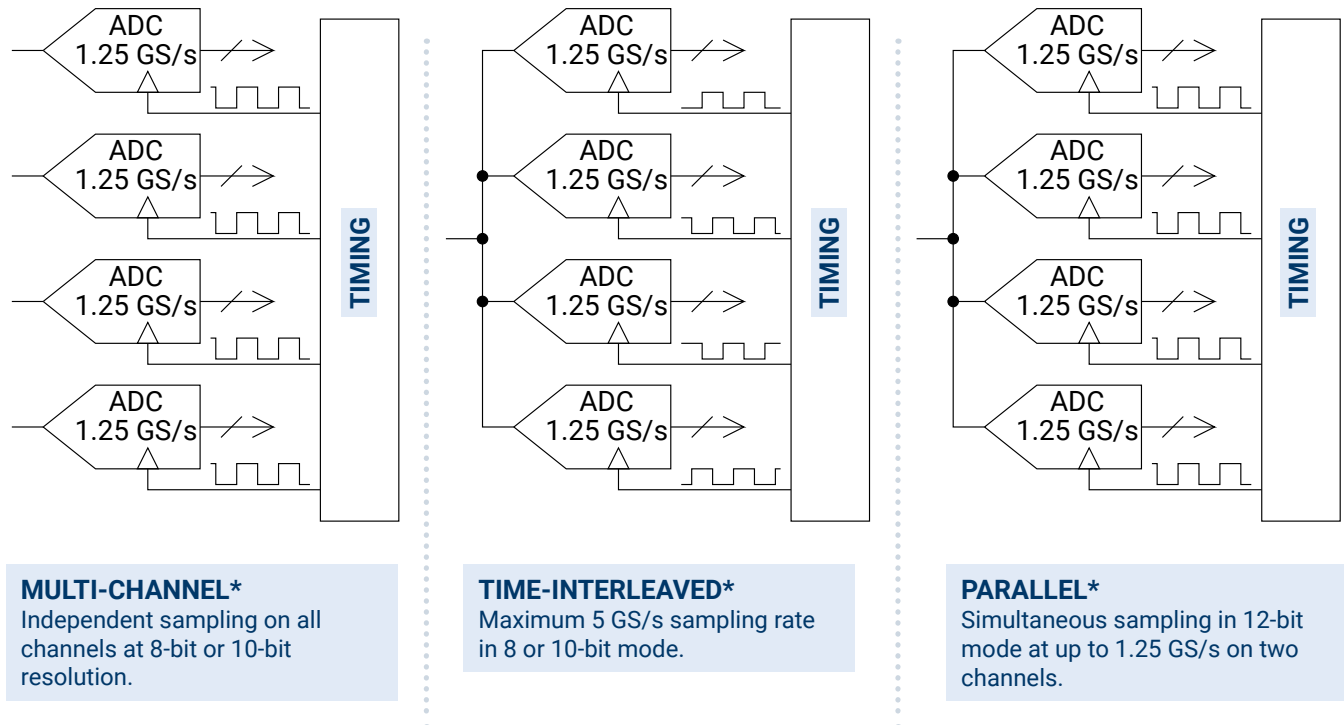 ADC
1.25 GS/s
ADC
1.25 GS/s
ADC
1.25 GS/s
ADC
1.25 GS/s
TIMING
MULTI-CHANNEL*
Independent sampling on all
channels at 8-bit or 10-bit
resolution.
ADC
1.25 GS/s
ADC
1.25 GS/s
ADC
1.25 GS/s
ADC
1.25 GS/s
TIMING
TIME-INTERLEAVED*
Maximum 5 GS/s sampling rate
in 8 or 10-bit mode.
ADC
1.25 GS/s
ADC
1.25 GS/s
ADC
1.25 GS/s
ADC
1.25 GS/s
TIMING
PARALLEL*
Simultaneous sampling in 12-bit
mode at up to 1.25 GS/s on two
channels.